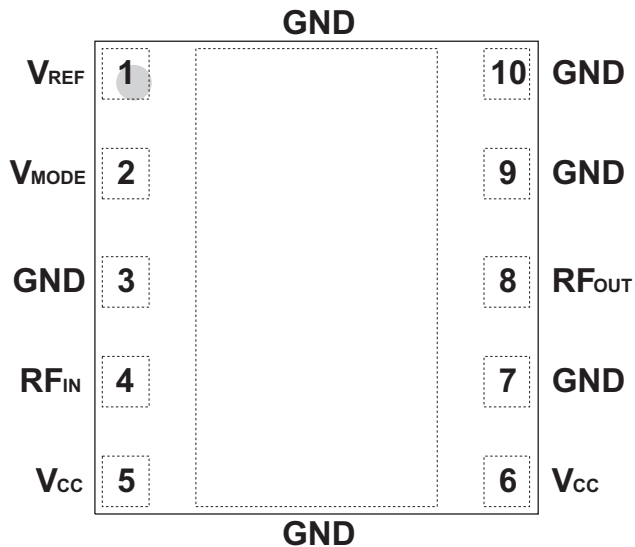 GND
VREF 1 10 GND
VMODE 2 9 GND
GND 3 8 RFOUT
RFIN 4 7 GND
VCC 5 6 VCC
GND